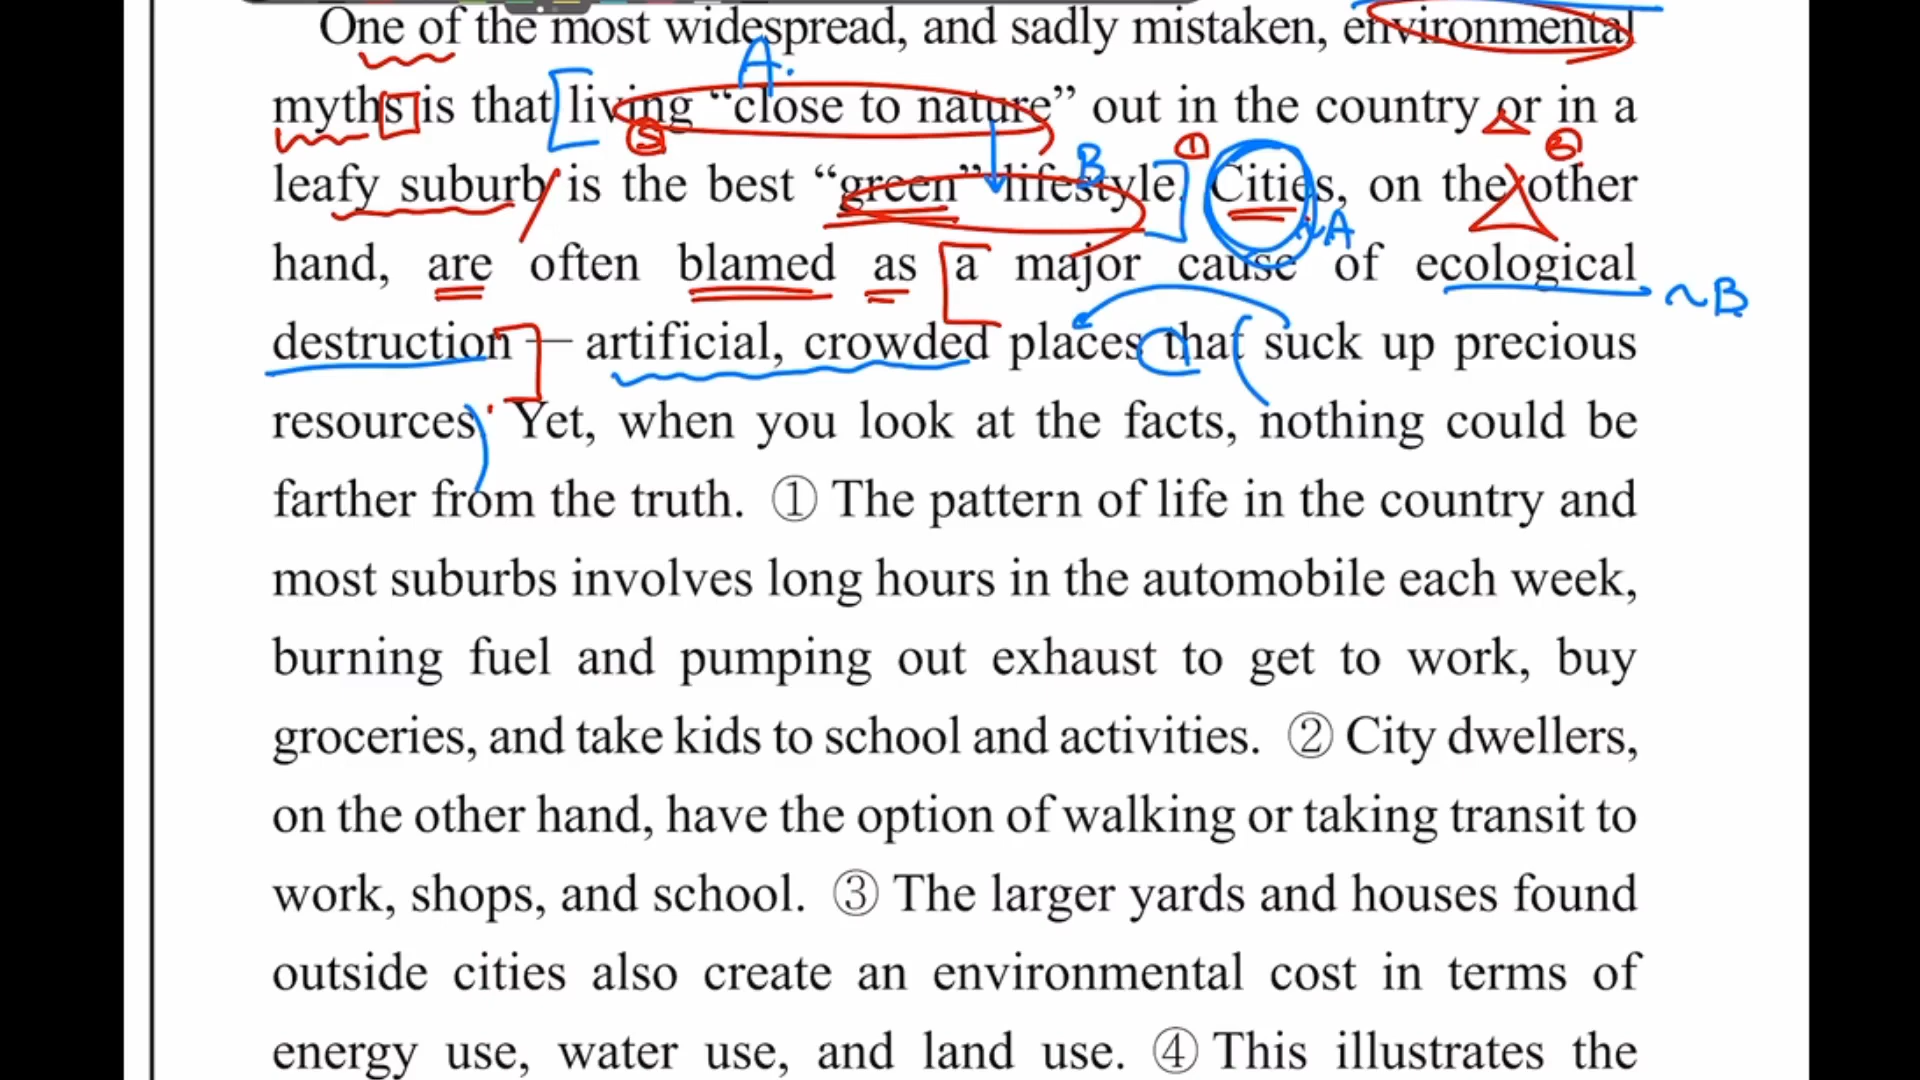 One of the most widespread, and sadly mistaken, environmental
A.
myths is that living “close to nature” out in the country or in a
S B ① ⑤
leafy suburb is the best “green” lifestyle. Cities, on the other
~A
hand, are often blamed as a major cause of ecological
~B
destruction — artificial, crowded places that suck up precious
resources. Yet, when you look at the facts, nothing could be
farther from the truth. ① The pattern of life in the country and
most suburbs involves long hours in the automobile each week,
burning fuel and pumping out exhaust to get to work, buy
groceries, and take kids to school and activities. ② City dwellers,
on the other hand, have the option of walking or taking transit to
work, shops, and school. ③ The larger yards and houses found
outside cities also create an environmental cost in terms of
energy use, water use, and land use. ④ This illustrates the